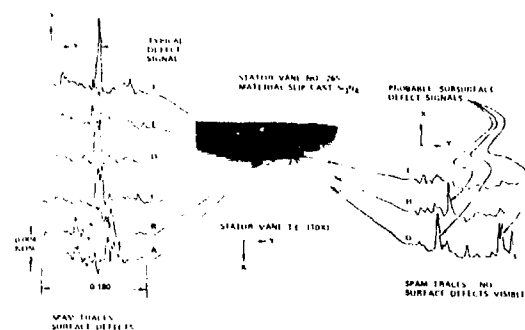 TYPICAL
DEFECT
SIGNAL
STATOR VANE NO. 265
MATERIAL SLIP CAST Si3N4
PROBABLE SUBSURFACE
DEFECT SIGNALS
X
Y
E
D
B
A
H
G
STATOR VANE T.E. (10X)
Y
X
0.180
SPAM TRACES
SURFACE DEFECTS
SPAM TRACES NO
SURFACE DEFECTS VISIBLE